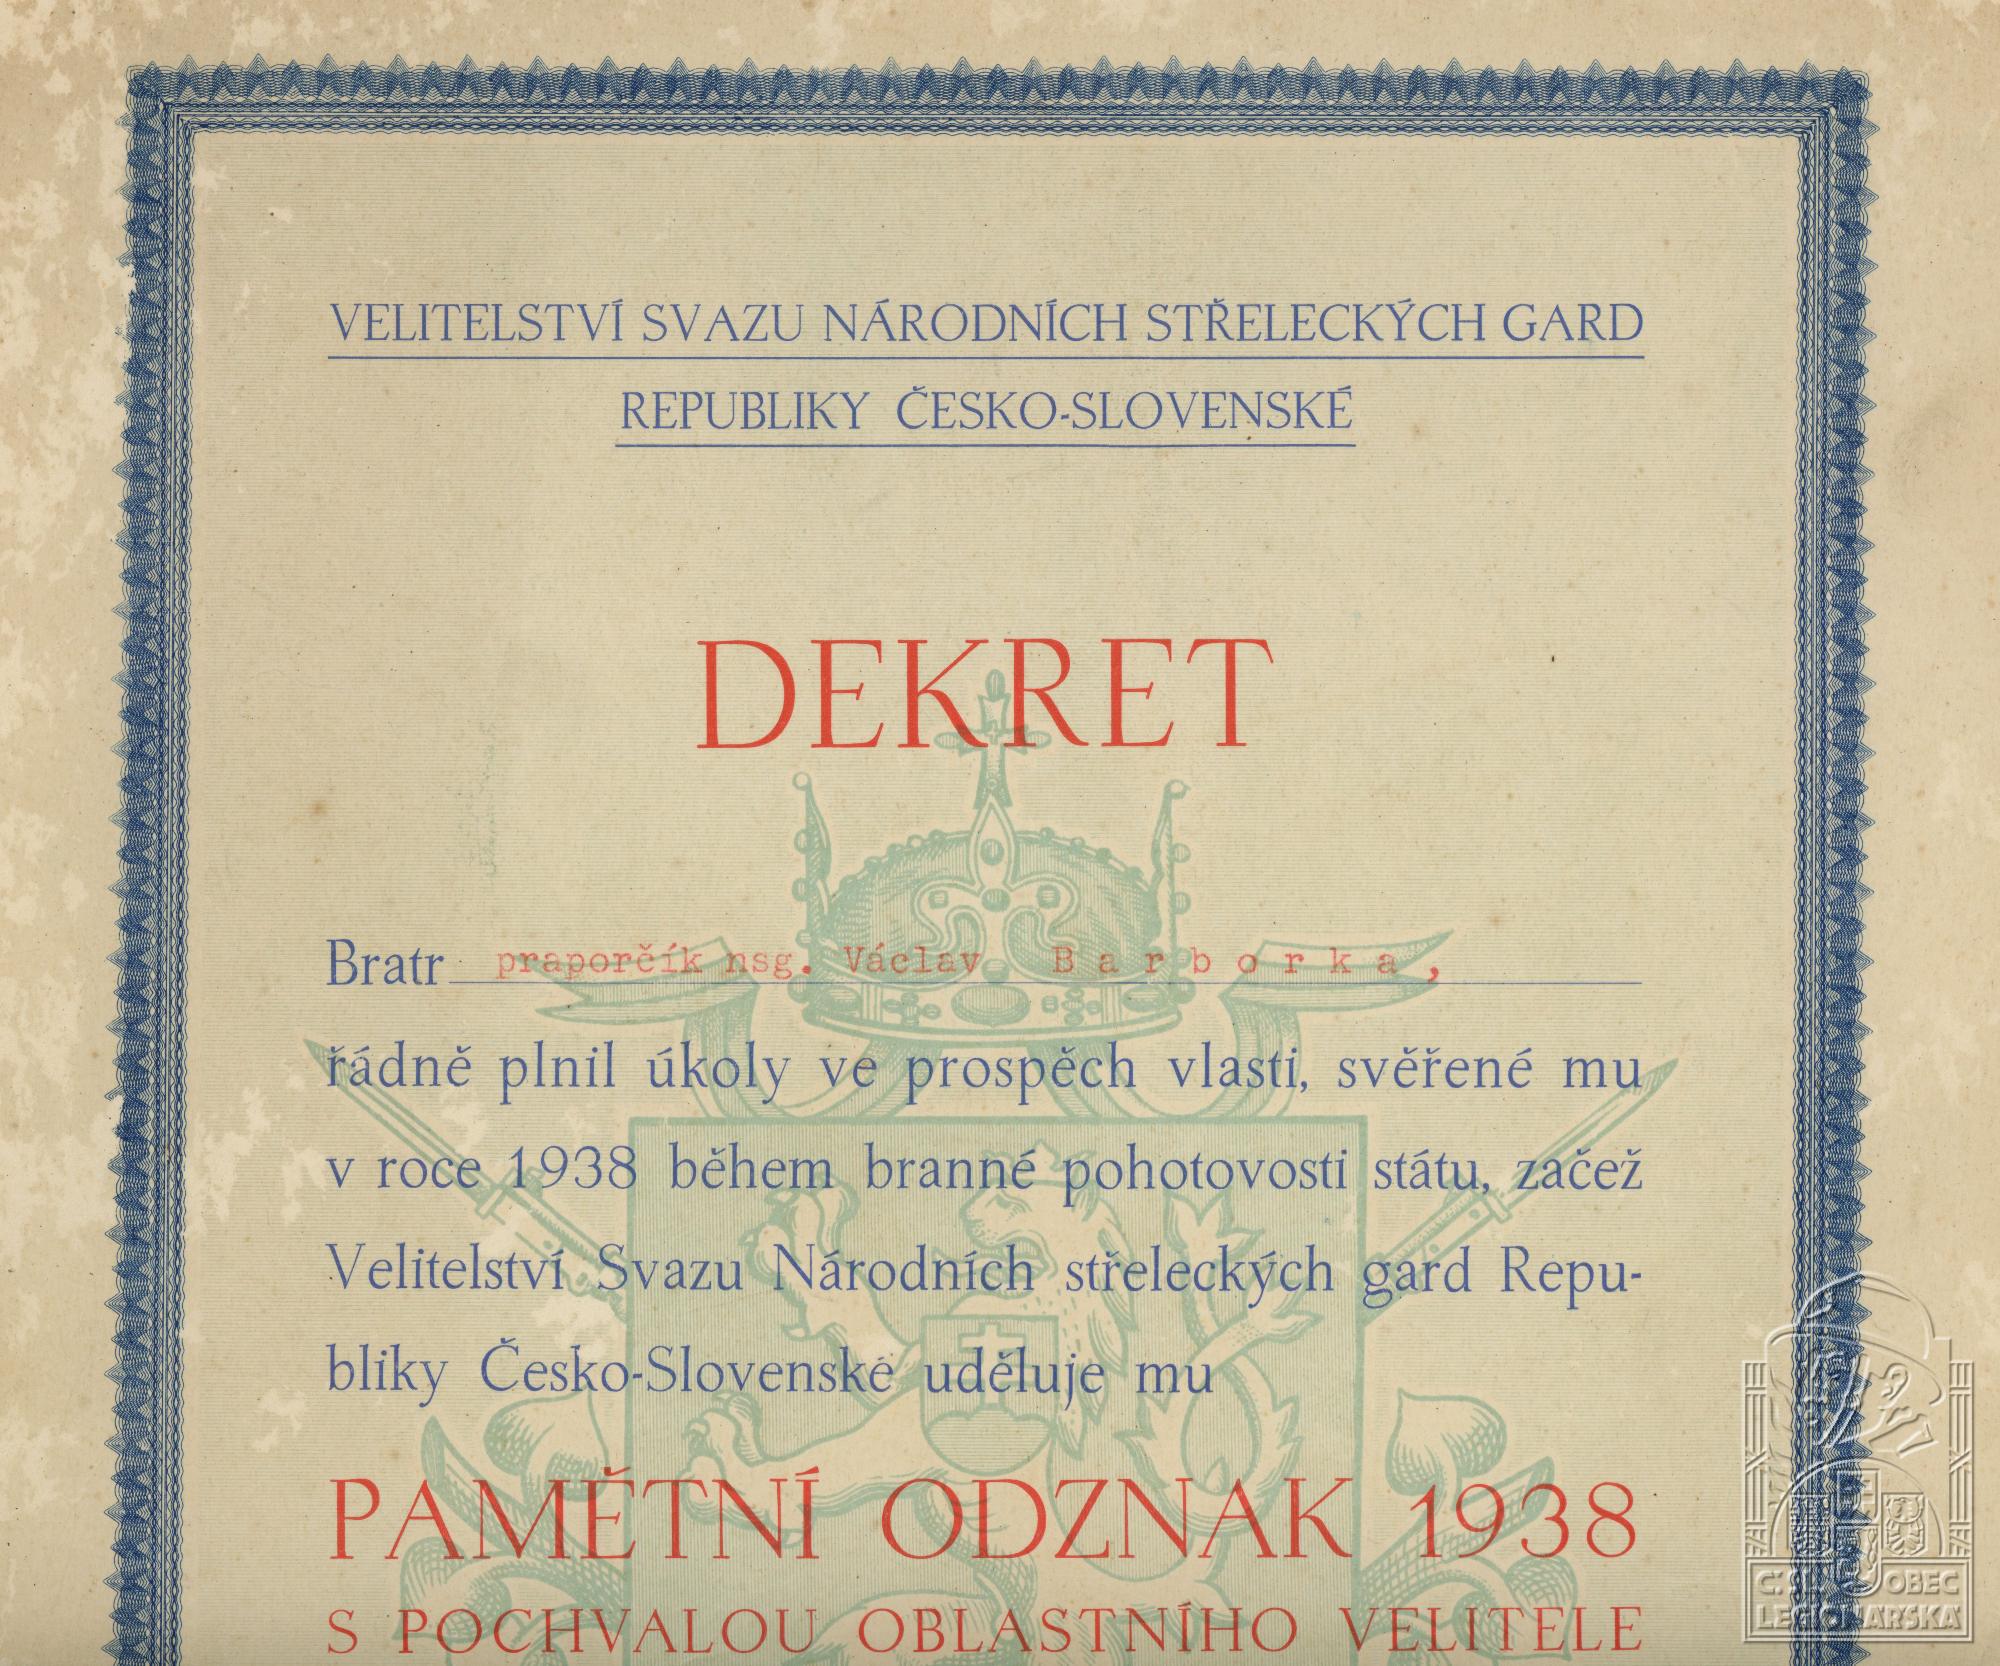 VELITELSTVÍ SVAZU NÁRODNÍCH STŘELECKÝCH GARD
REPUBLIKY ČESKO-SLOVENSKÉ
DEKRET
Bratr praporčík nsg. Václav Barborka,
řádně plnil úkoly ve prospěch vlasti, svěřené mu
v roce 1938 během branné pohotovosti státu, začež
Velitelství Svazu Národních střeleckých gard Repu-
bliky Česko-Slovenské uděluje mu
PAMĚTNÍ ODZNAK 1938
S POCHVALOU OBLASTNÍHO VELITELE
OBEC
LEGIONÁŘSKÁ